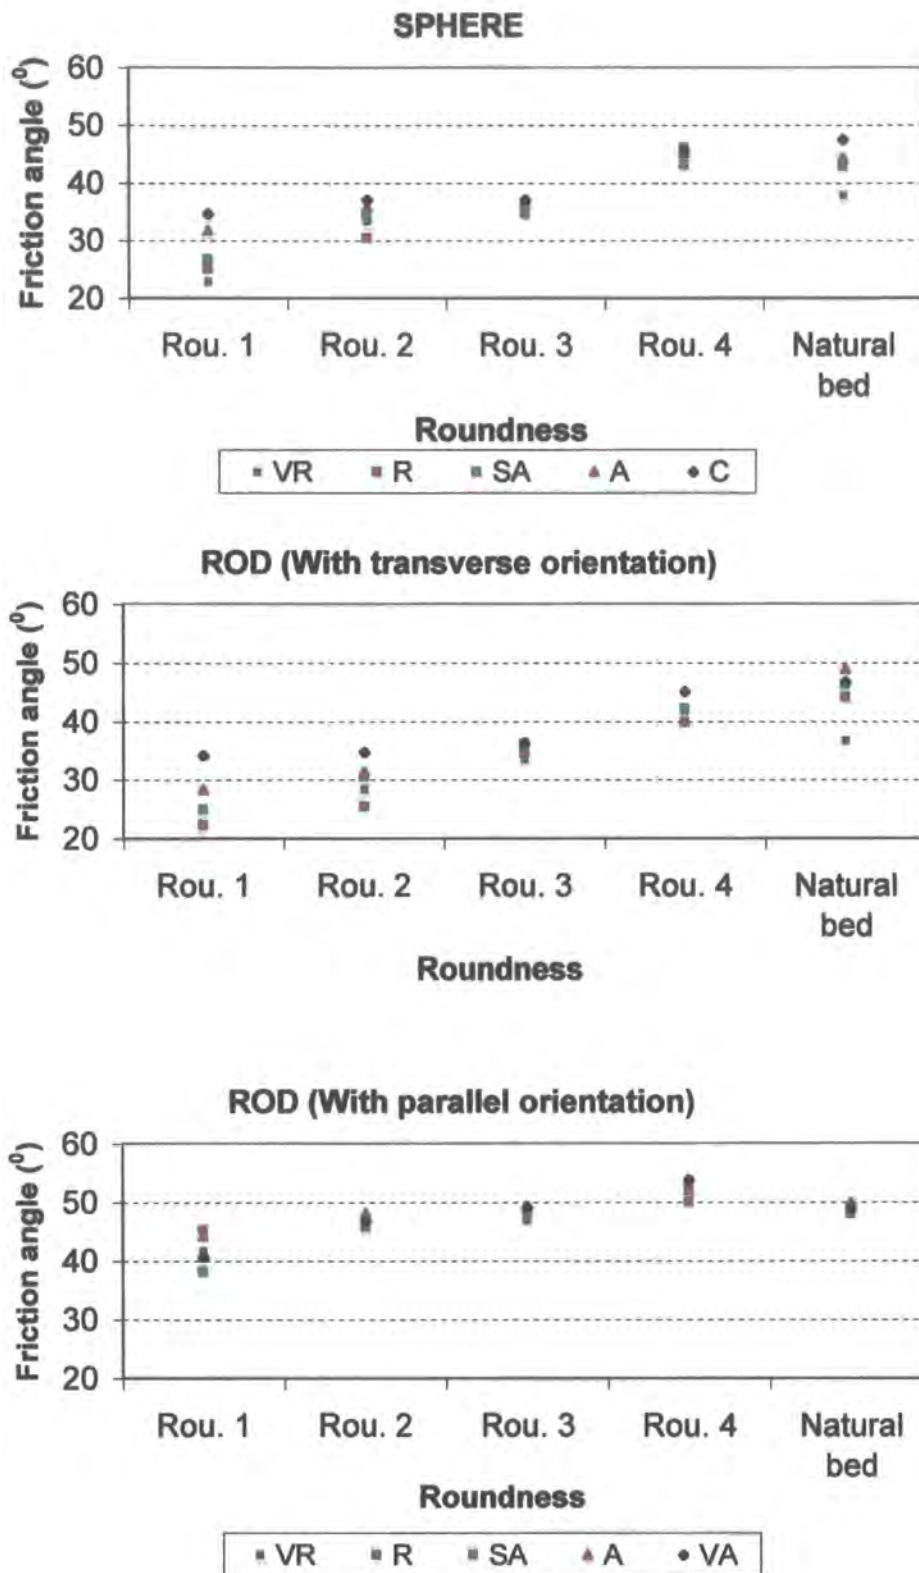 SPHERE
Friction angle (⁰)
60
50
40
30
20
Rou. 1 Rou. 2 Rou. 3 Rou. 4 Natural bed
Roundness
VR R SA A C
ROD (With transverse orientation)
Friction angle (⁰)
60
50
40
30
20
Rou. 1 Rou. 2 Rou. 3 Rou. 4 Natural bed
Roundness
ROD (With parallel orientation)
Friction angle (⁰)
60
50
40
30
20
Rou. 1 Rou. 2 Rou. 3 Rou. 4 Natural bed
Roundness
VR R SA A VA